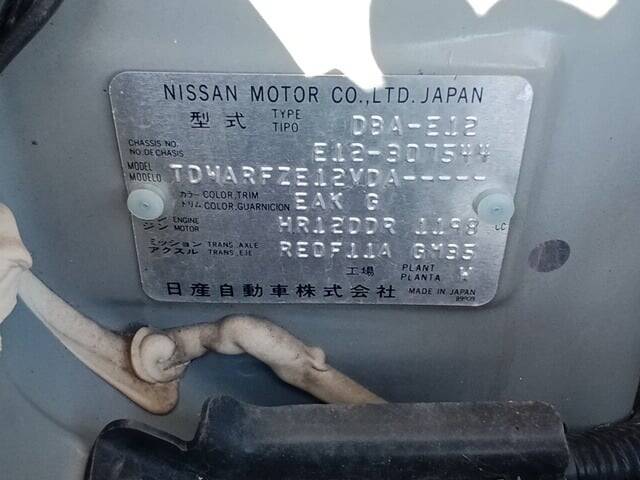 NISSAN MOTOR CO.,LTD. JAPAN
型式 TYPE TIPO DBA-E12
CHASSIS NO. NO.DE CHASIS E12-307544
MODEL MODELO TDHARFZE12VDA-----
カラー トリム COLOR,TRIM COLOR,GUARNICION EAK G
ジン ENGINE MOTOR HR12DDR 1198 CC
ミッション アクスル TRANS.AXLE TRANS,EJE RE0F11A GM35
工場 PLANT PLANTA W
日産自動車株式会社 MADE IN JAPAN